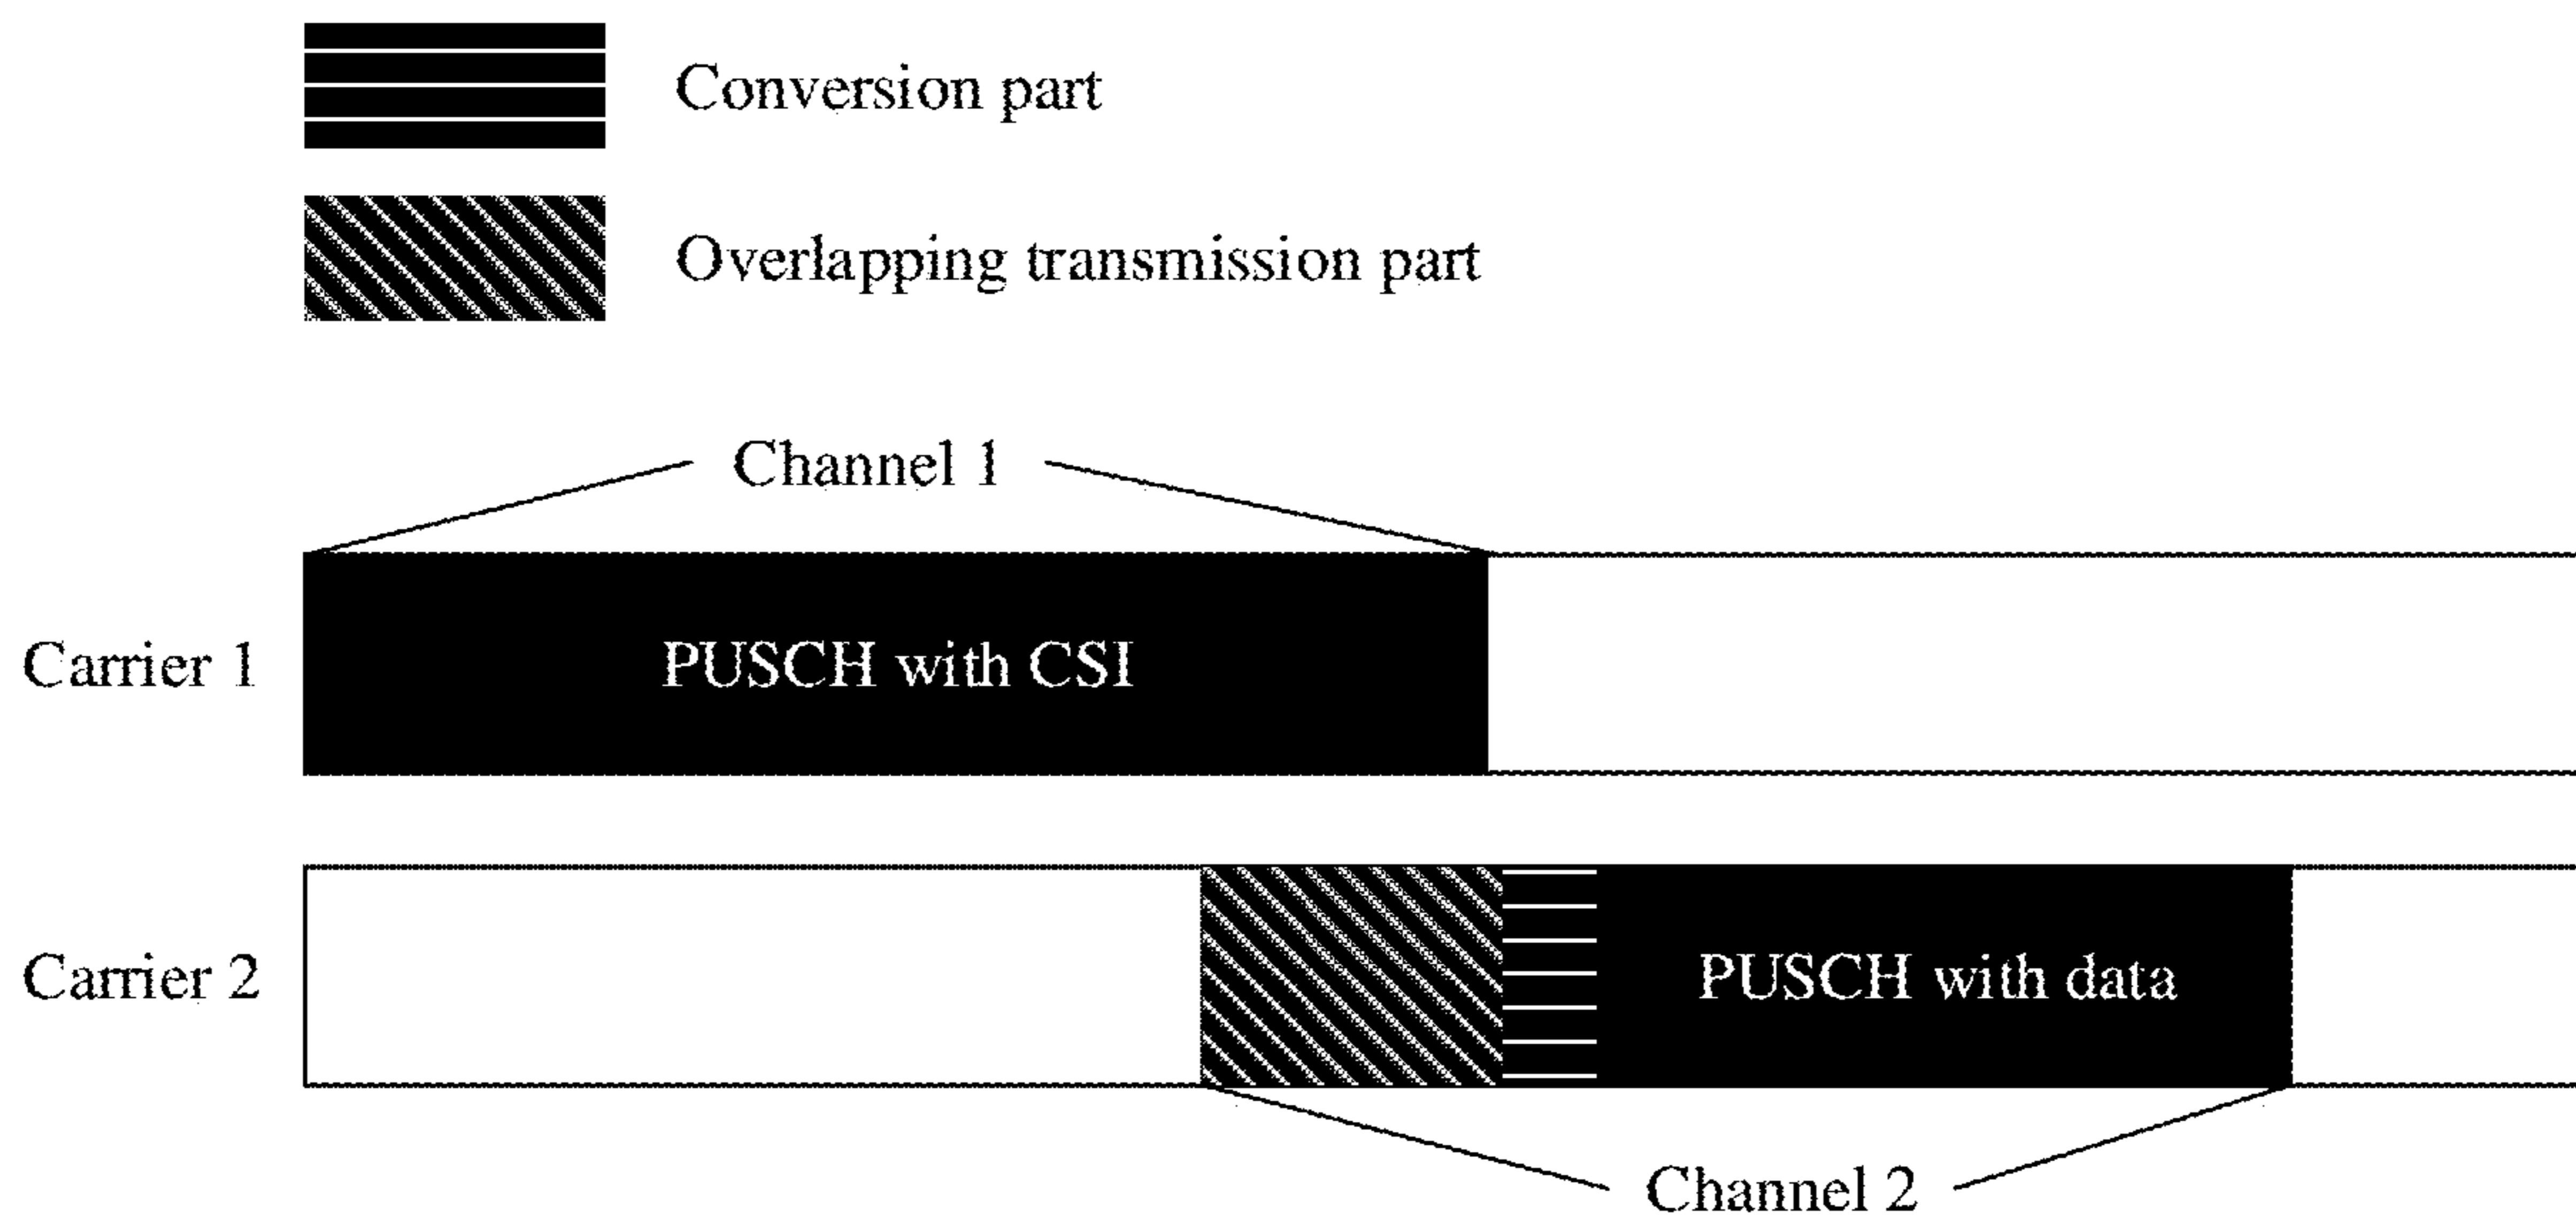 Conversion part
Overlapping transmission part
Channel 1
Carrier 1
PUSCH with CSI
Carrier 2
PUSCH with data
Channel 2